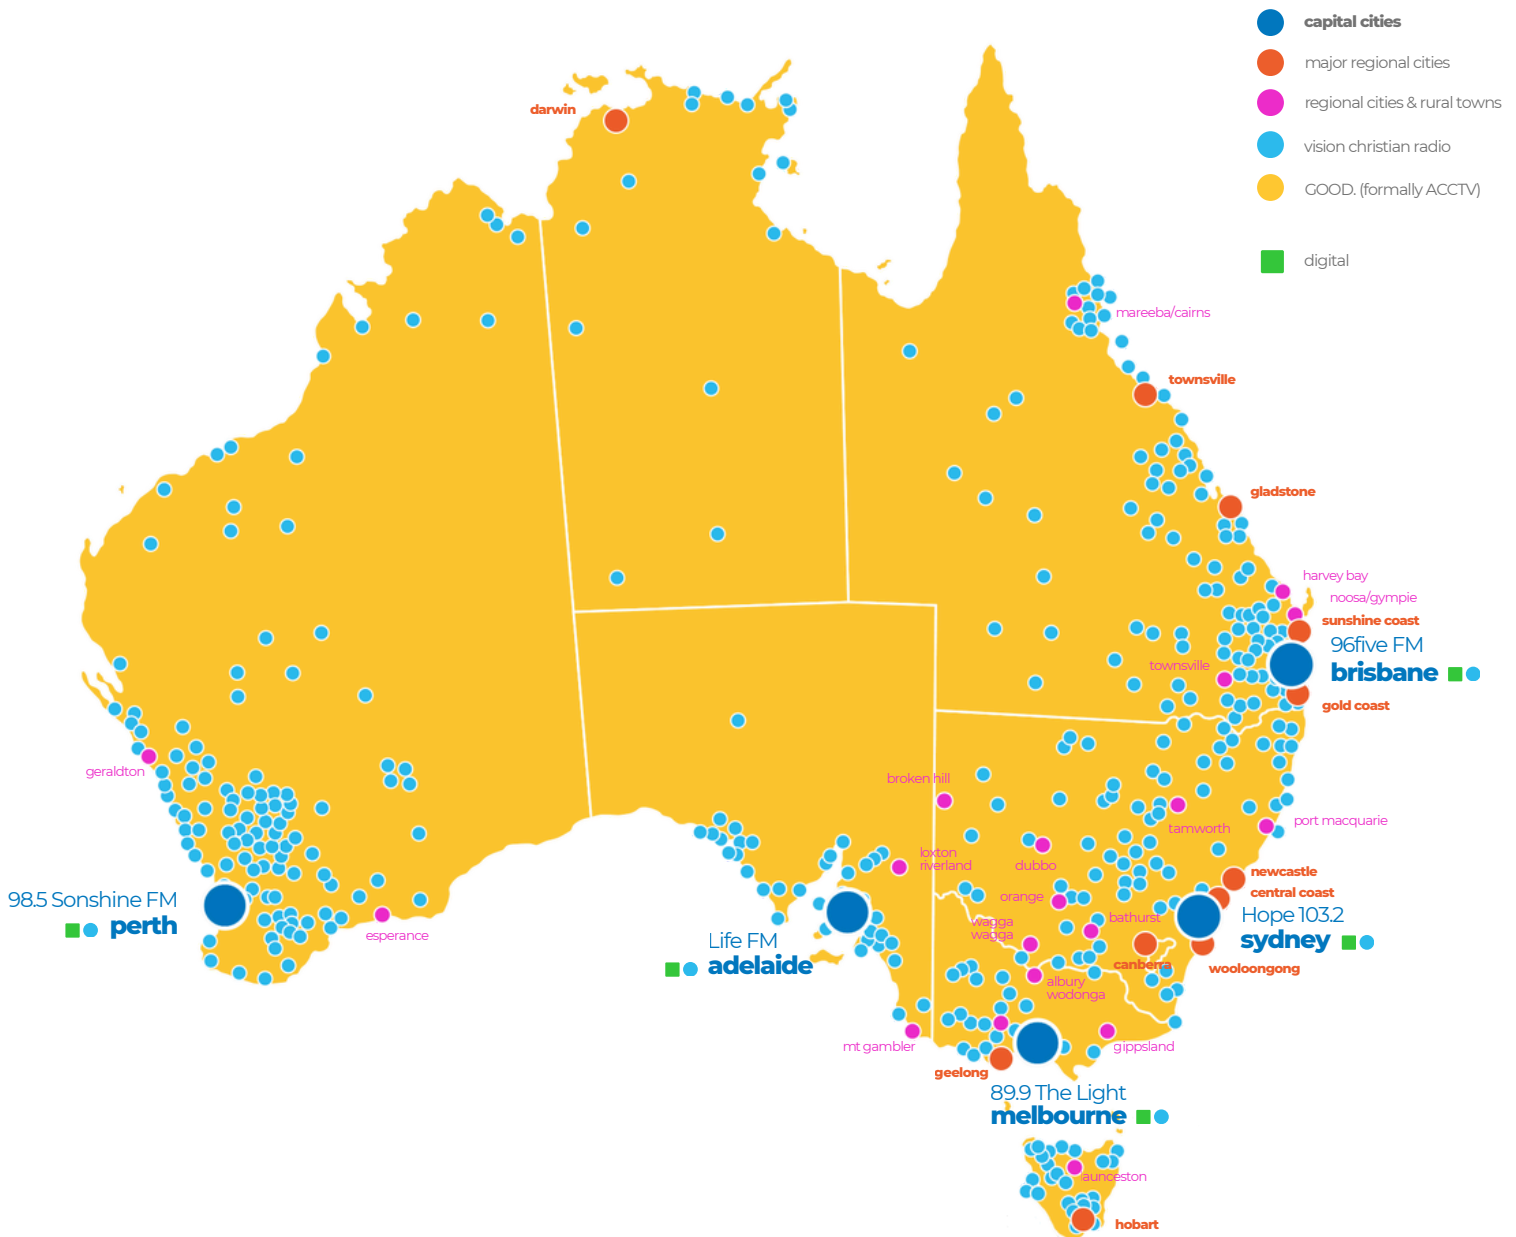 capital cities
major regional cities
regional cities & rural towns
vision christian radio
GOOD. (formally ACCTV)
digital
darwin
mareeba/cairns
townsville
gladstone
harvey bay
noosa/gympie
sunshine coast
96five FM
brisbane
townsville
gold coast
geraldton
broken hill
port macquarie
tamworth
loxton
riverland
dubbo
newcastle
central coast
orange
98.5 Sonshine FM
perth
esperance
bathurst
Hope 103.2
sydney
wagga
wagga
Life FM
adelaide
canberra
wooloongong
albury
wodonga
mt gambler
gippsland
geelong
89.9 The Light
melbourne
launceston
hobart